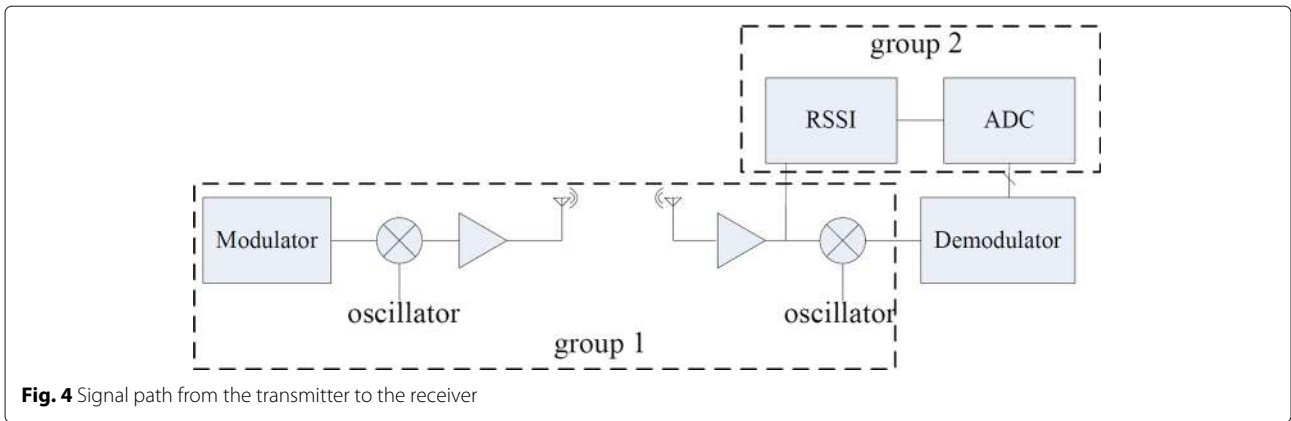 group 2
RSSI
ADC
Modulator
Demodulator
oscillator
oscillator
group 1
Fig. 4 Signal path from the transmitter to the receiver